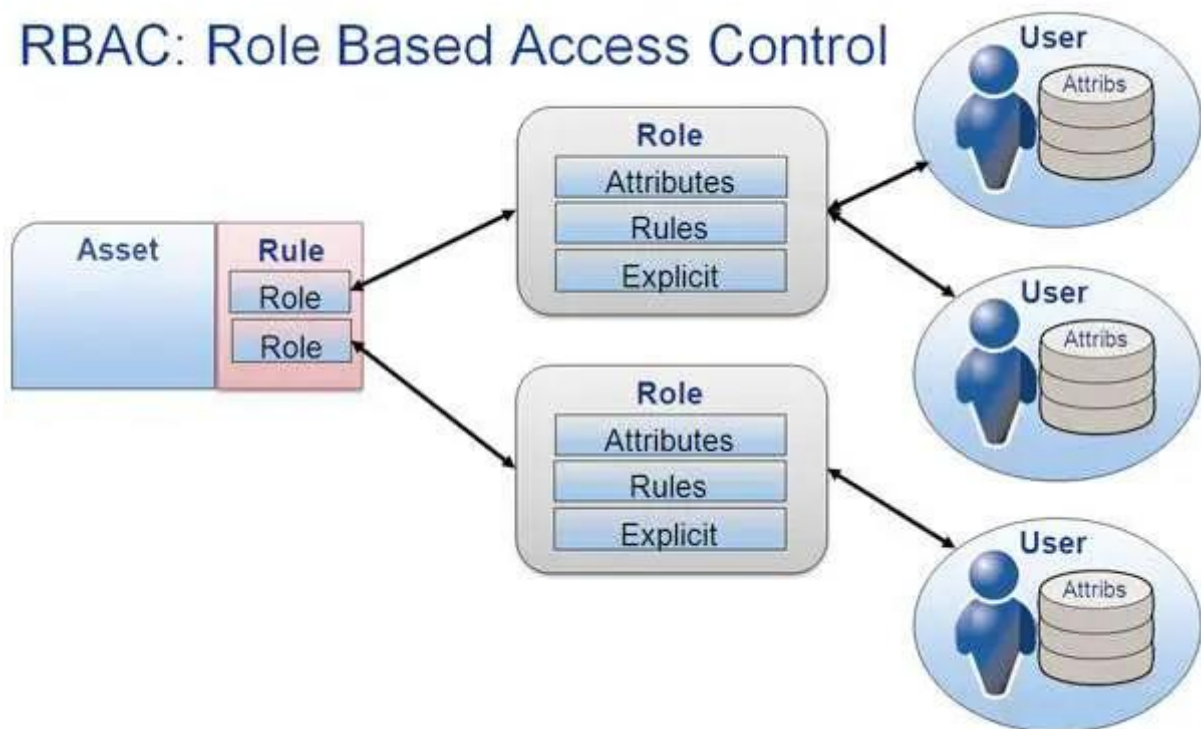 RBAC: Role Based Access Control
Asset
Rule
Role
Role
Role
Attributes
Rules
Explicit
Role
Attributes
Rules
Explicit
User
Attribs
User
Attribs
User
Attribs